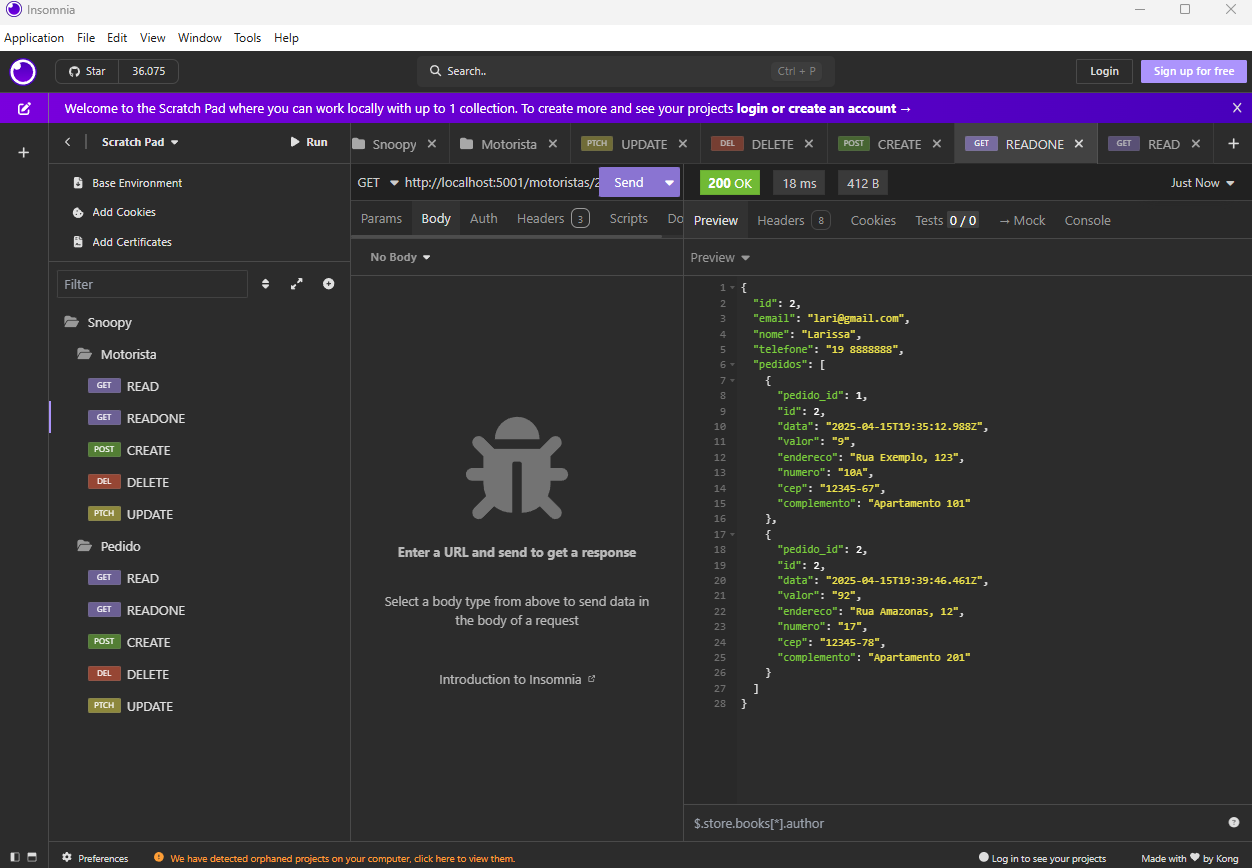 Insomnia
Application File Edit View Window Tools Help
Star 36.075 Search.. Ctrl + P Login Sign up for free
Welcome to the Scratch Pad where you can work locally with up to 1 collection. To create more and see your projects login or create an account →
Scratch Pad Run
Snoopy Motorista PTCH UPDATE DEL DELETE POST CREATE GET READONE GET READ
Base Environment
Add Cookies
Add Certificates
Filter
Snoopy
Motorista
GET READ
GET READONE
POST CREATE
DEL DELETE
PTCH UPDATE
Pedido
GET READ
GET READONE
POST CREATE
DEL DELETE
PTCH UPDATE
GET http://localhost:5001/motoristas/2 Send
Params Body Auth Headers 3 Scripts Do
No Body
Enter a URL and send to get a response
Select a body type from above to send data in
the body of a request
Introduction to Insomnia
200 OK 18 ms 412 B Just Now
Preview Headers 8 Cookies Tests 0 / 0 → Mock Console
Preview
1 {
2 "id": 2,
3 "email": "lari@gmail.com",
4 "nome": "Larissa",
5 "telefone": "19 8888888",
6 "pedidos": [
7 {
8 "pedido_id": 1,
9 "id": 2,
10 "data": "2025-04-15T19:35:12.988Z",
11 "valor": "9",
12 "endereco": "Rua Exemplo, 123",
13 "numero": "10A",
14 "cep": "12345-67",
15 "complemento": "Apartamento 101"
16 },
17 {
18 "pedido_id": 2,
19 "id": 2,
20 "data": "2025-04-15T19:39:46.461Z",
21 "valor": "92",
22 "endereco": "Rua Amazonas, 12",
23 "numero": "17",
24 "cep": "12345-78",
25 "complemento": "Apartamento 201"
26 }
27 ]
28 }
$.store.books[*].author
Preferences We have detected orphaned projects on your computer, click here to view them. Log in to see your projects Made with ♥ by Kong